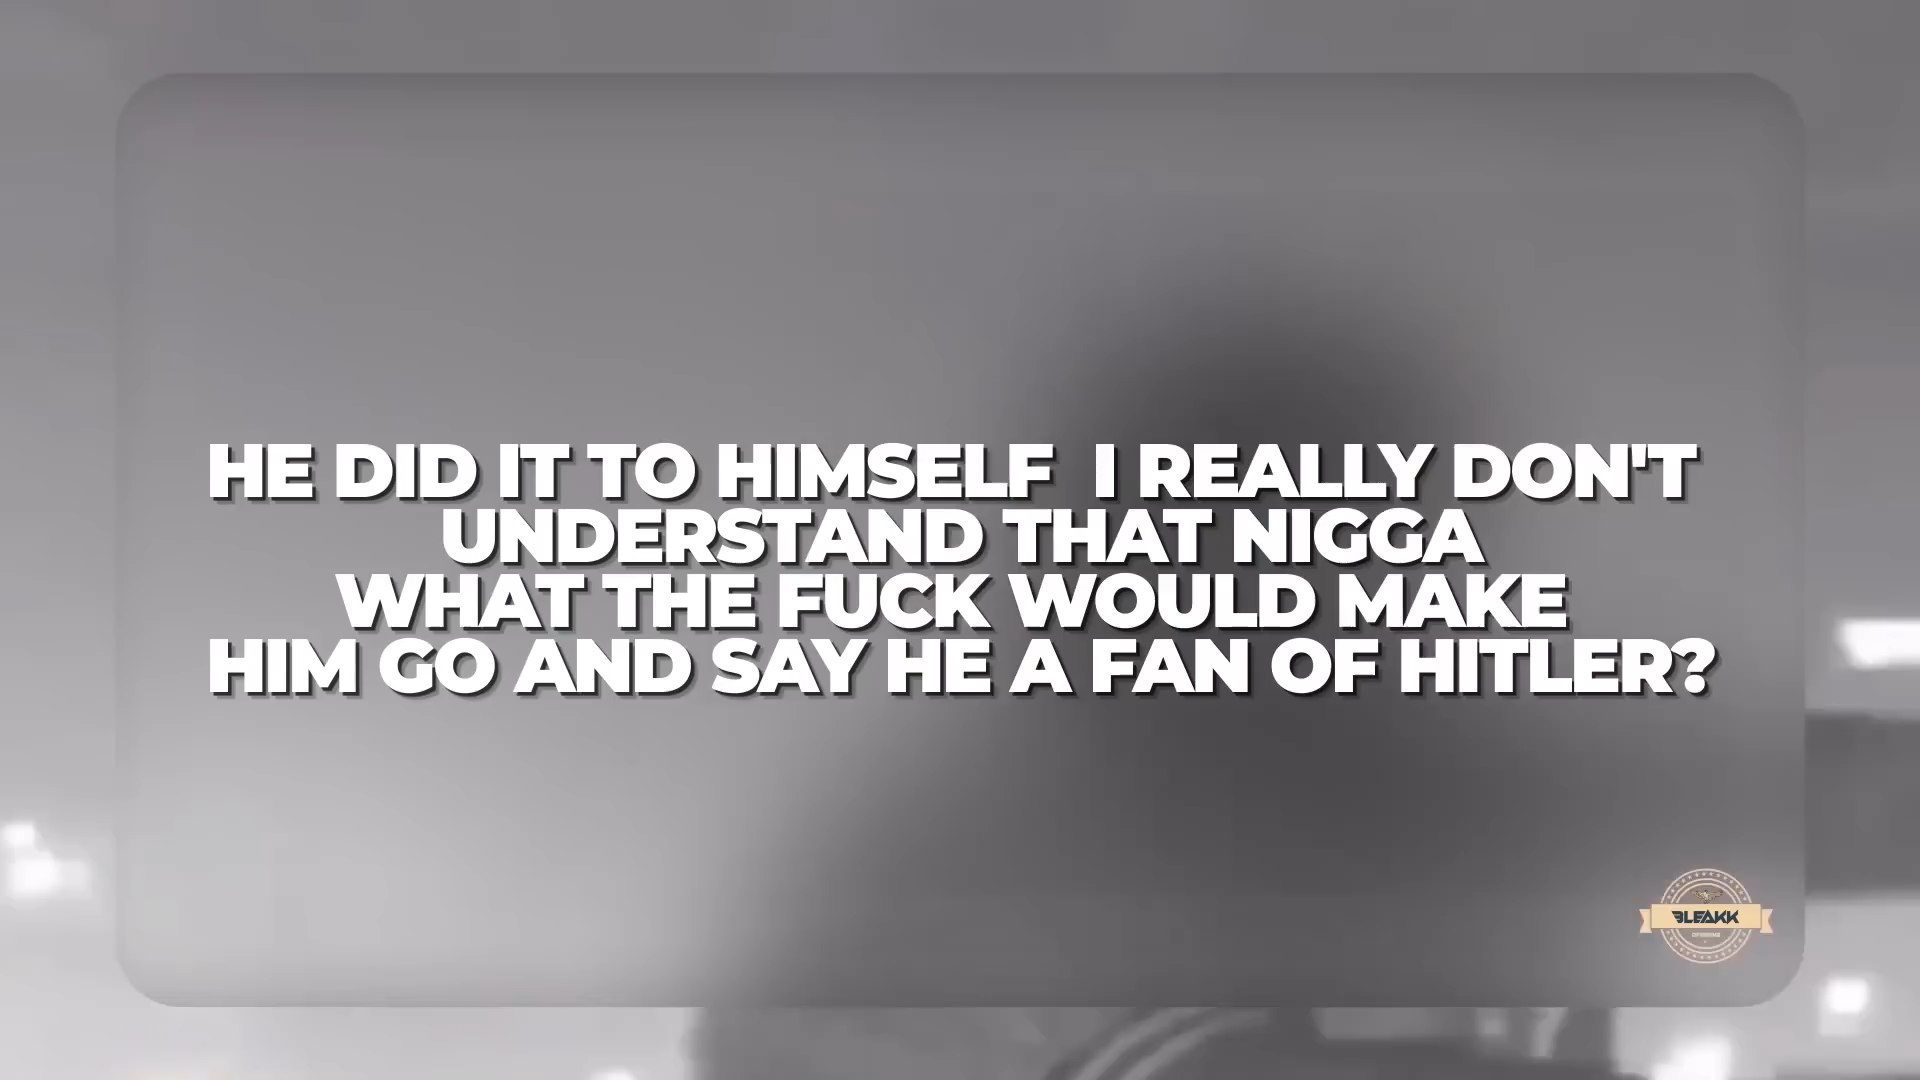 HE DID IT TO HIMSELF  I REALLY DON'T
UNDERSTAND THAT NIGGA
WHAT THE FUCK WOULD MAKE
HIM GO AND SAY HE A FAN OF HITLER?
BLEAKK